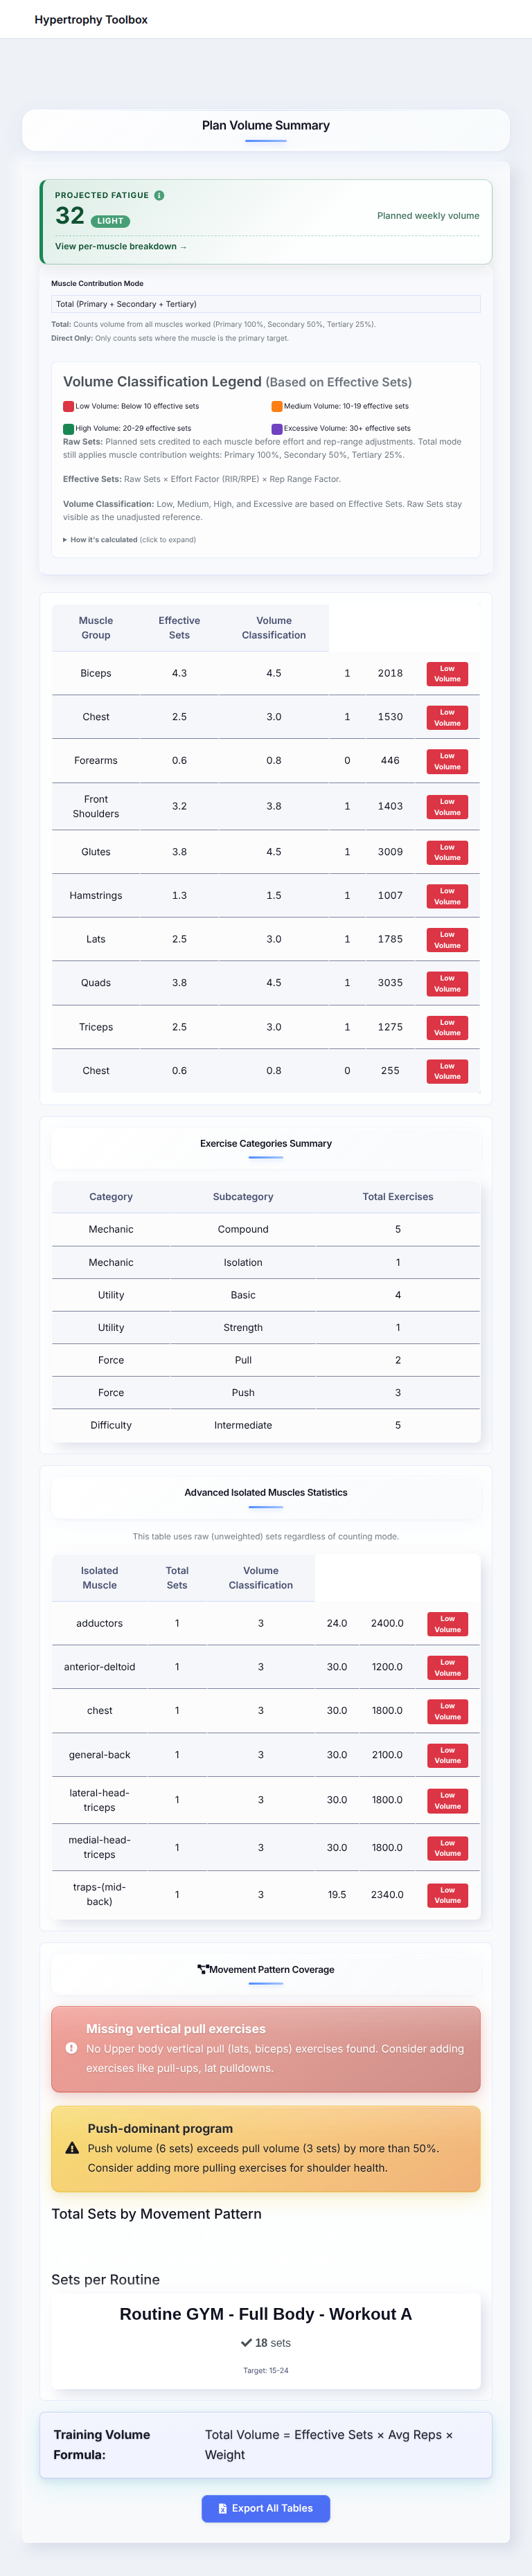 Hypertrophy Toolbox
Plan Volume Summary
PROJECTED FATIGUE
32 LIGHT
Planned weekly volume
View per-muscle breakdown →
Muscle Contribution Mode
Total (Primary + Secondary + Tertiary)
Total: Counts volume from all muscles worked (Primary 100%, Secondary 50%, Tertiary 25%).
Direct Only: Only counts sets where the muscle is the primary target.
Volume Classification Legend (Based on Effective Sets)
Low Volume: Below 10 effective sets
Medium Volume: 10-19 effective sets
High Volume: 20-29 effective sets
Excessive Volume: 30+ effective sets
Raw Sets: Planned sets credited to each muscle before effort and rep-range adjustments. Total mode
still applies muscle contribution weights: Primary 100%, Secondary 50%, Tertiary 25%.
Effective Sets: Raw Sets × Effort Factor (RIR/RPE) × Rep Range Factor.
Volume Classification: Low, Medium, High, and Excessive are based on Effective Sets. Raw Sets stay
visible as the unadjusted reference.
▶ How it's calculated (click to expand)
Muscle Group Effective Sets Volume Classification
Biceps 4.3 4.5 1 2018 Low Volume
Chest 2.5 3.0 1 1530 Low Volume
Forearms 0.6 0.8 0 446 Low Volume
Front Shoulders 3.2 3.8 1 1403 Low Volume
Glutes 3.8 4.5 1 3009 Low Volume
Hamstrings 1.3 1.5 1 1007 Low Volume
Lats 2.5 3.0 1 1785 Low Volume
Quads 3.8 4.5 1 3035 Low Volume
Triceps 2.5 3.0 1 1275 Low Volume
Chest 0.6 0.8 0 255 Low Volume
Exercise Categories Summary
Category Subcategory Total Exercises
Mechanic Compound 5
Mechanic Isolation 1
Utility Basic 4
Utility Strength 1
Force Pull 2
Force Push 3
Difficulty Intermediate 5
Advanced Isolated Muscles Statistics
This table uses raw (unweighted) sets regardless of counting mode.
Isolated Muscle Total Sets Volume Classification
adductors 1 3 24.0 2400.0 Low Volume
anterior-deltoid 1 3 30.0 1200.0 Low Volume
chest 1 3 30.0 1800.0 Low Volume
general-back 1 3 30.0 2100.0 Low Volume
lateral-head-triceps 1 3 30.0 1800.0 Low Volume
medial-head-triceps 1 3 30.0 1800.0 Low Volume
traps-(mid-back) 1 3 19.5 2340.0 Low Volume
Movement Pattern Coverage
Missing vertical pull exercises
No Upper body vertical pull (lats, biceps) exercises found. Consider adding
exercises like pull-ups, lat pulldowns.
Push-dominant program
Push volume (6 sets) exceeds pull volume (3 sets) by more than 50%.
Consider adding more pulling exercises for shoulder health.
Total Sets by Movement Pattern
Sets per Routine
Routine GYM - Full Body - Workout A
18 sets
Target: 15-24
Training Volume Formula:
Total Volume = Effective Sets × Avg Reps × Weight
Export All Tables